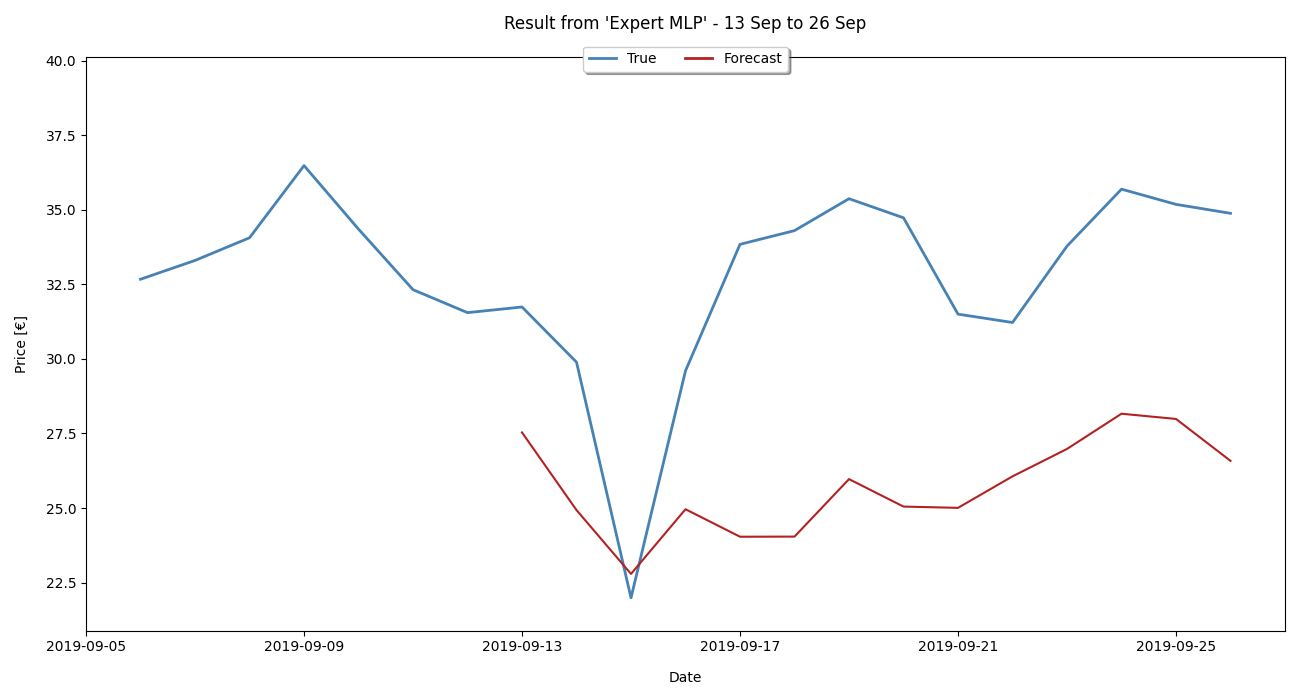 Result from 'Expert MLP' - 13 Sep to 26 Sep
True Forecast
40.0
37.5
35.0
32.5
30.0
27.5
25.0
22.5
Price [€]
2019-09-05 2019-09-09 2019-09-13 2019-09-17 2019-09-21 2019-09-25
Date